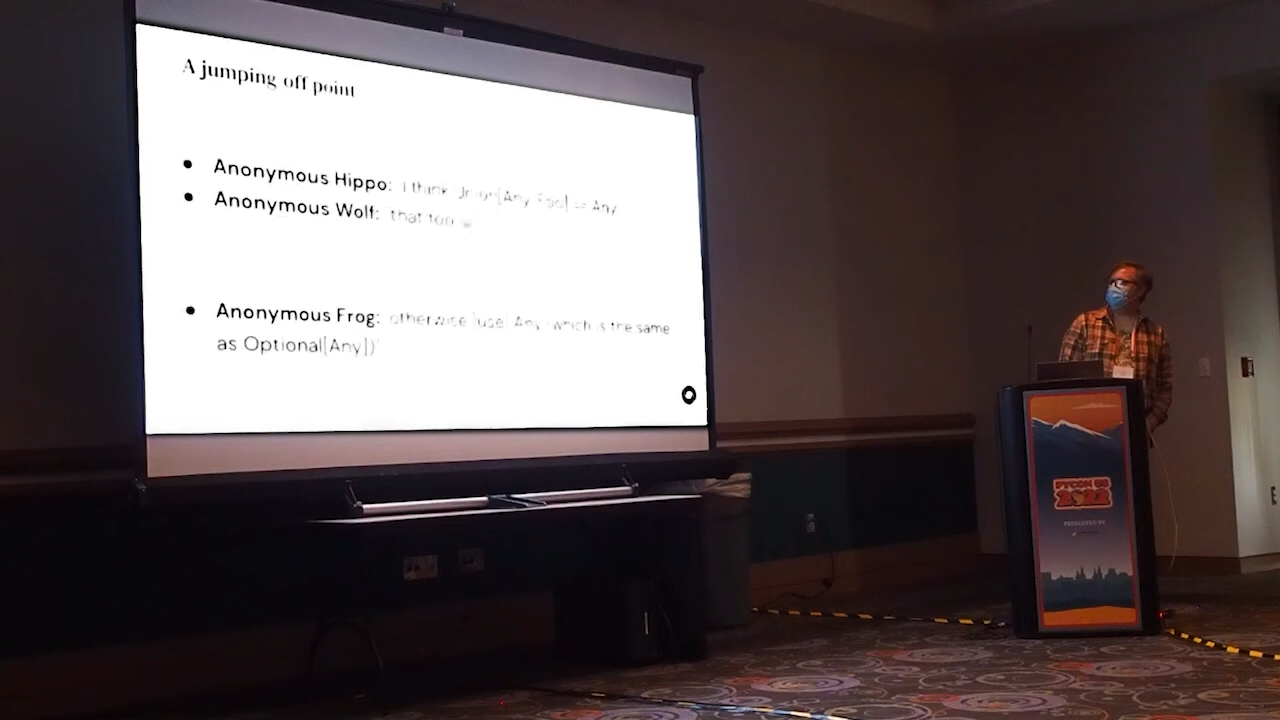 A jumping off point
• Anonymous Hippo: "I think Union[Any, Foo] == Any
• Anonymous Wolf: "that too
• Anonymous Frog: "otherwise [use] Any (which is the same
as Optional[Any])"
PYCON US
2022
PRESENTED BY